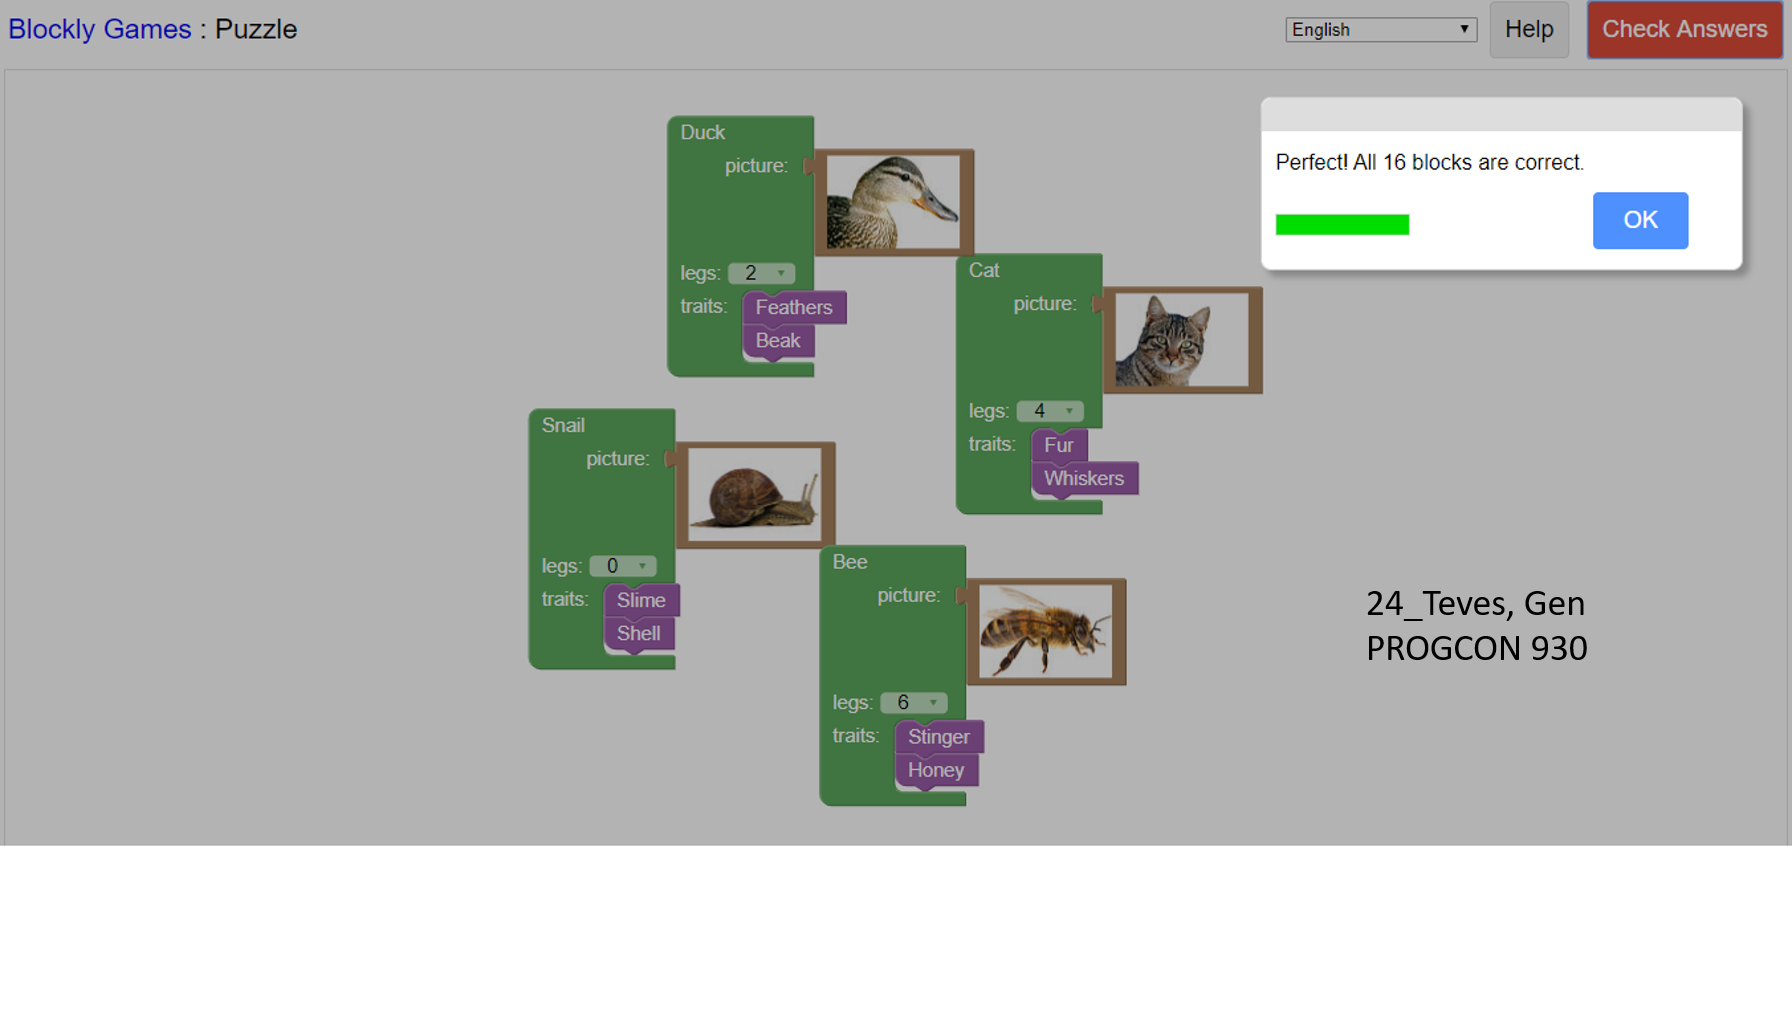 Blockly Games : Puzzle
English
Help
Check Answers
Perfect! All 16 blocks are correct.
OK
Duck
picture:
legs: 2
traits: Feathers
Beak
Cat
picture:
legs: 4
traits: Fur
Whiskers
Snail
picture:
legs: 0
traits: Slime
Shell
Bee
picture:
legs: 6
traits: Stinger
Honey
24_Teves, Gen
PROGCON 930